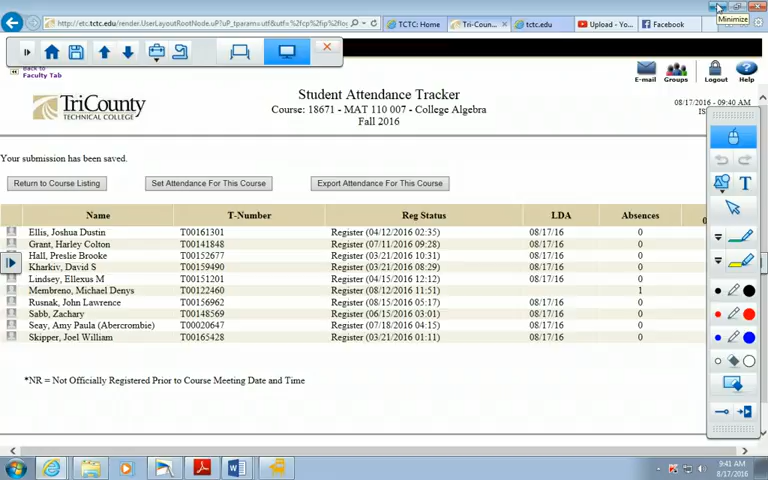 Minimize
http://etc.tctc.edu/render.UserLayoutRootNode.uP?uP_tparam=utf&utf=%2fcp%2fip%2flog
TCTC: Home
Tri-Coun...
tctc.edu
Upload - Yo...
Facebook
Back to
Faculty Tab
E-mail
Groups
Logout
Help
TriCounty
TECHNICAL COLLEGE
Student Attendance Tracker
Course: 18671 - MAT 110 007 - College Algebra
Fall 2016
08/17/2016 - 09:40 AM
Your submission has been saved.
Return to Course Listing
Set Attendance For This Course
Export Attendance For This Course
Name T-Number Reg Status LDA Absences
Ellis, Joshua Dustin T00161301 Register (04/12/2016 02:35) 08/17/16 0
Grant, Harley Colton T00141848 Register (07/11/2016 09:28) 08/17/16 0
Hall, Preslie Brooke T00152677 Register (03/21/2016 10:31) 08/17/16 0
Kharkiv, David S T00159490 Register (03/21/2016 08:29) 08/17/16 0
Lindsey, Ellexus M T00151201 Register (04/15/2016 12:12) 08/17/16 0
Membreno, Michael Denys T00122460 Register (08/12/2016 11:51) 1
Rusnak, John Lawrence T00156962 Register (08/15/2016 05:17) 08/17/16 0
Sabb, Zachary T00148569 Register (06/15/2016 03:01) 08/17/16 0
Seay, Amy Paula (Abercrombie) T00020647 Register (07/18/2016 04:15) 08/17/16 0
Skipper, Joel William T00165428 Register (03/21/2016 01:11) 08/17/16 0
*NR = Not Officially Registered Prior to Course Meeting Date and Time
9:41 AM
8/17/2016